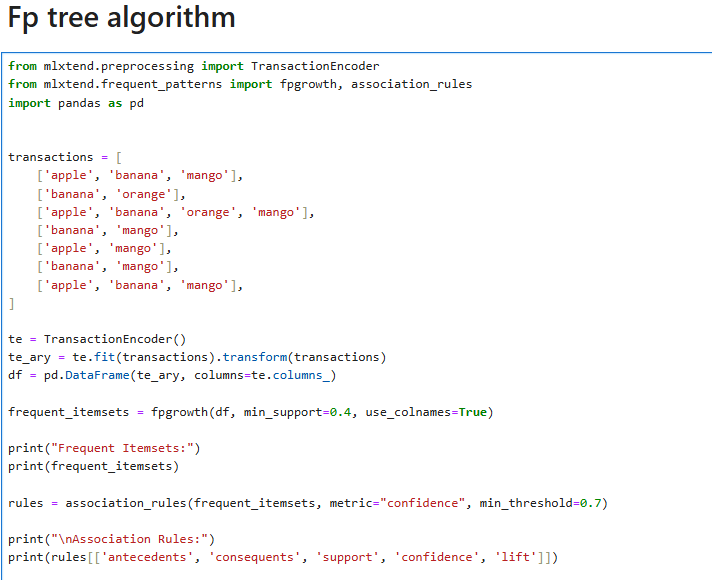 Fp tree algorithm
from mlxtend.preprocessing import TransactionEncoder
from mlxtend.frequent_patterns import fpgrowth, association_rules
import pandas as pd
transactions = [
    ['apple', 'banana', 'mango'],
    ['banana', 'orange'],
    ['apple', 'banana', 'orange', 'mango'],
    ['banana', 'mango'],
    ['apple', 'mango'],
    ['banana', 'mango'],
    ['apple', 'banana', 'mango'],
]
te = TransactionEncoder()
te_ary = te.fit(transactions).transform(transactions)
df = pd.DataFrame(te_ary, columns=te.columns_)
frequent_itemsets = fpgrowth(df, min_support=0.4, use_colnames=True)
print("Frequent Itemsets:")
print(frequent_itemsets)
rules = association_rules(frequent_itemsets, metric="confidence", min_threshold=0.7)
print("\nAssociation Rules:")
print(rules[['antecedents', 'consequents', 'support', 'confidence', 'lift']])